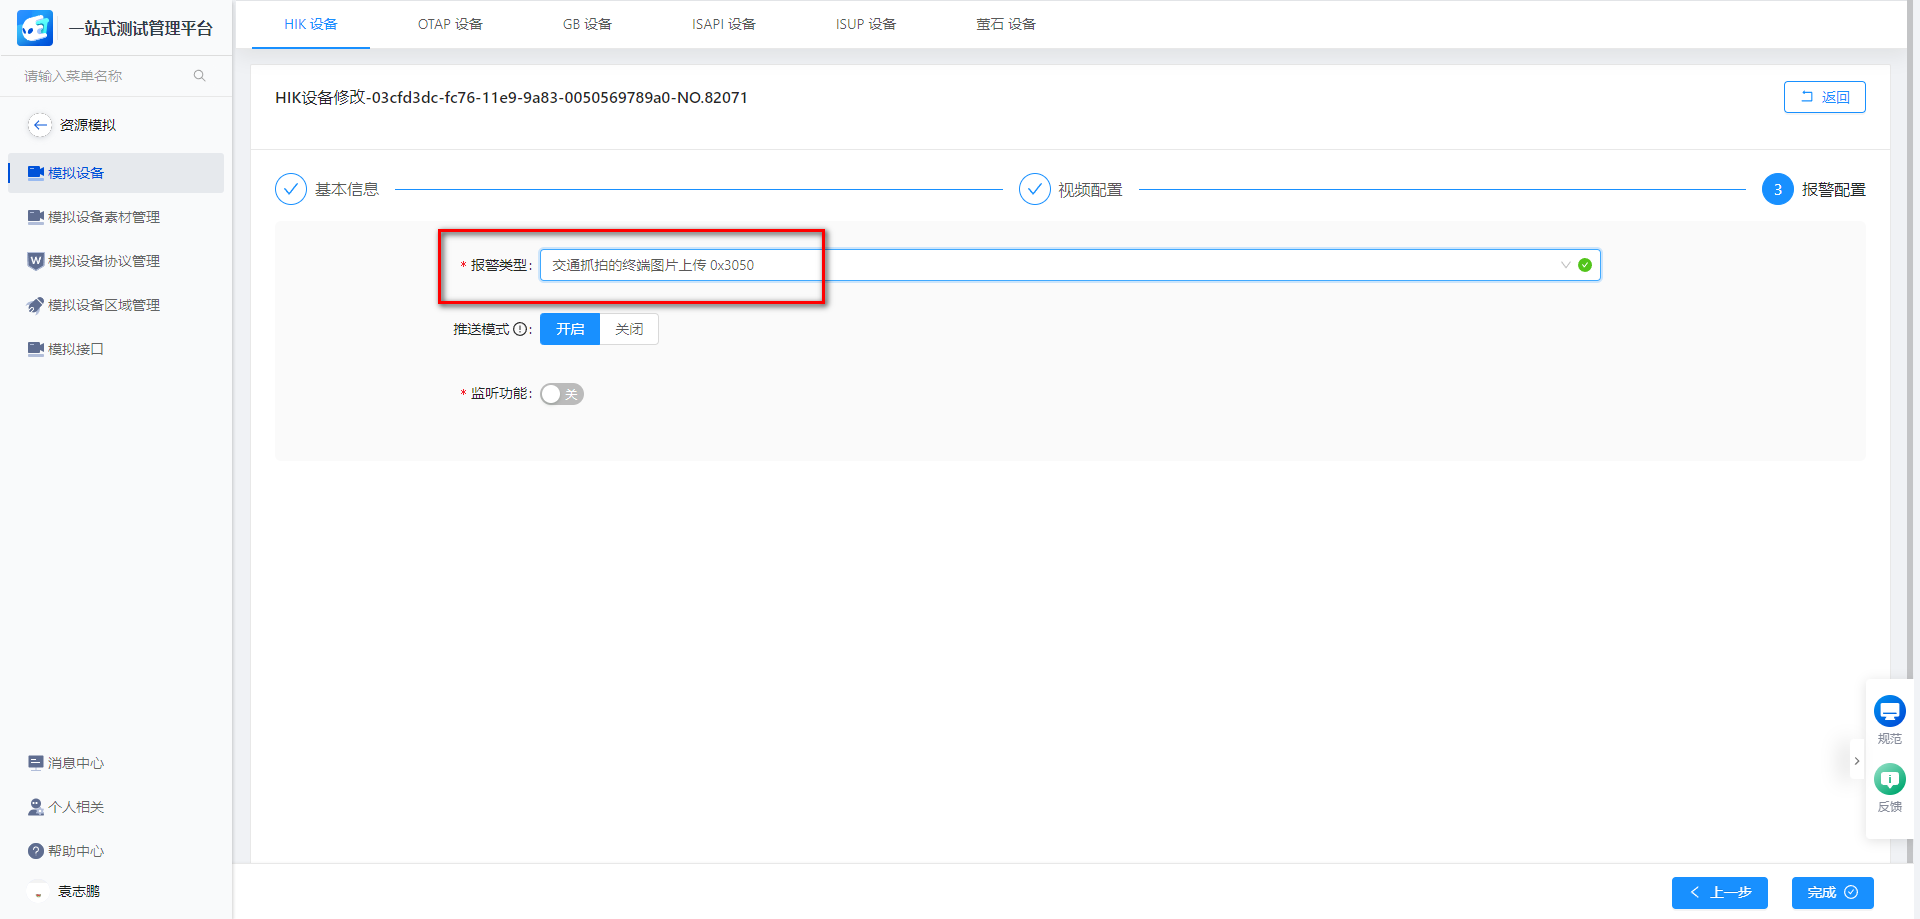 一站式测试管理平台
请输入菜单名称
资源模拟
模拟设备
模拟设备素材管理
模拟设备协议管理
模拟设备区域管理
模拟接口
消息中心
个人相关
帮助中心
袁志鹏
HIK 设备
OTAP 设备
GB 设备
ISAPI 设备
ISUP 设备
萤石 设备
HIK设备修改-03cfd3dc-fc76-11e9-9a83-0050569789a0-NO.82071
返回
基本信息
视频配置
3 报警配置
* 报警类型: 交通抓拍的终端图片上传 0x3050
推送模式 : 开启 关闭
* 监听功能: 关
规范
反馈
上一步
完成